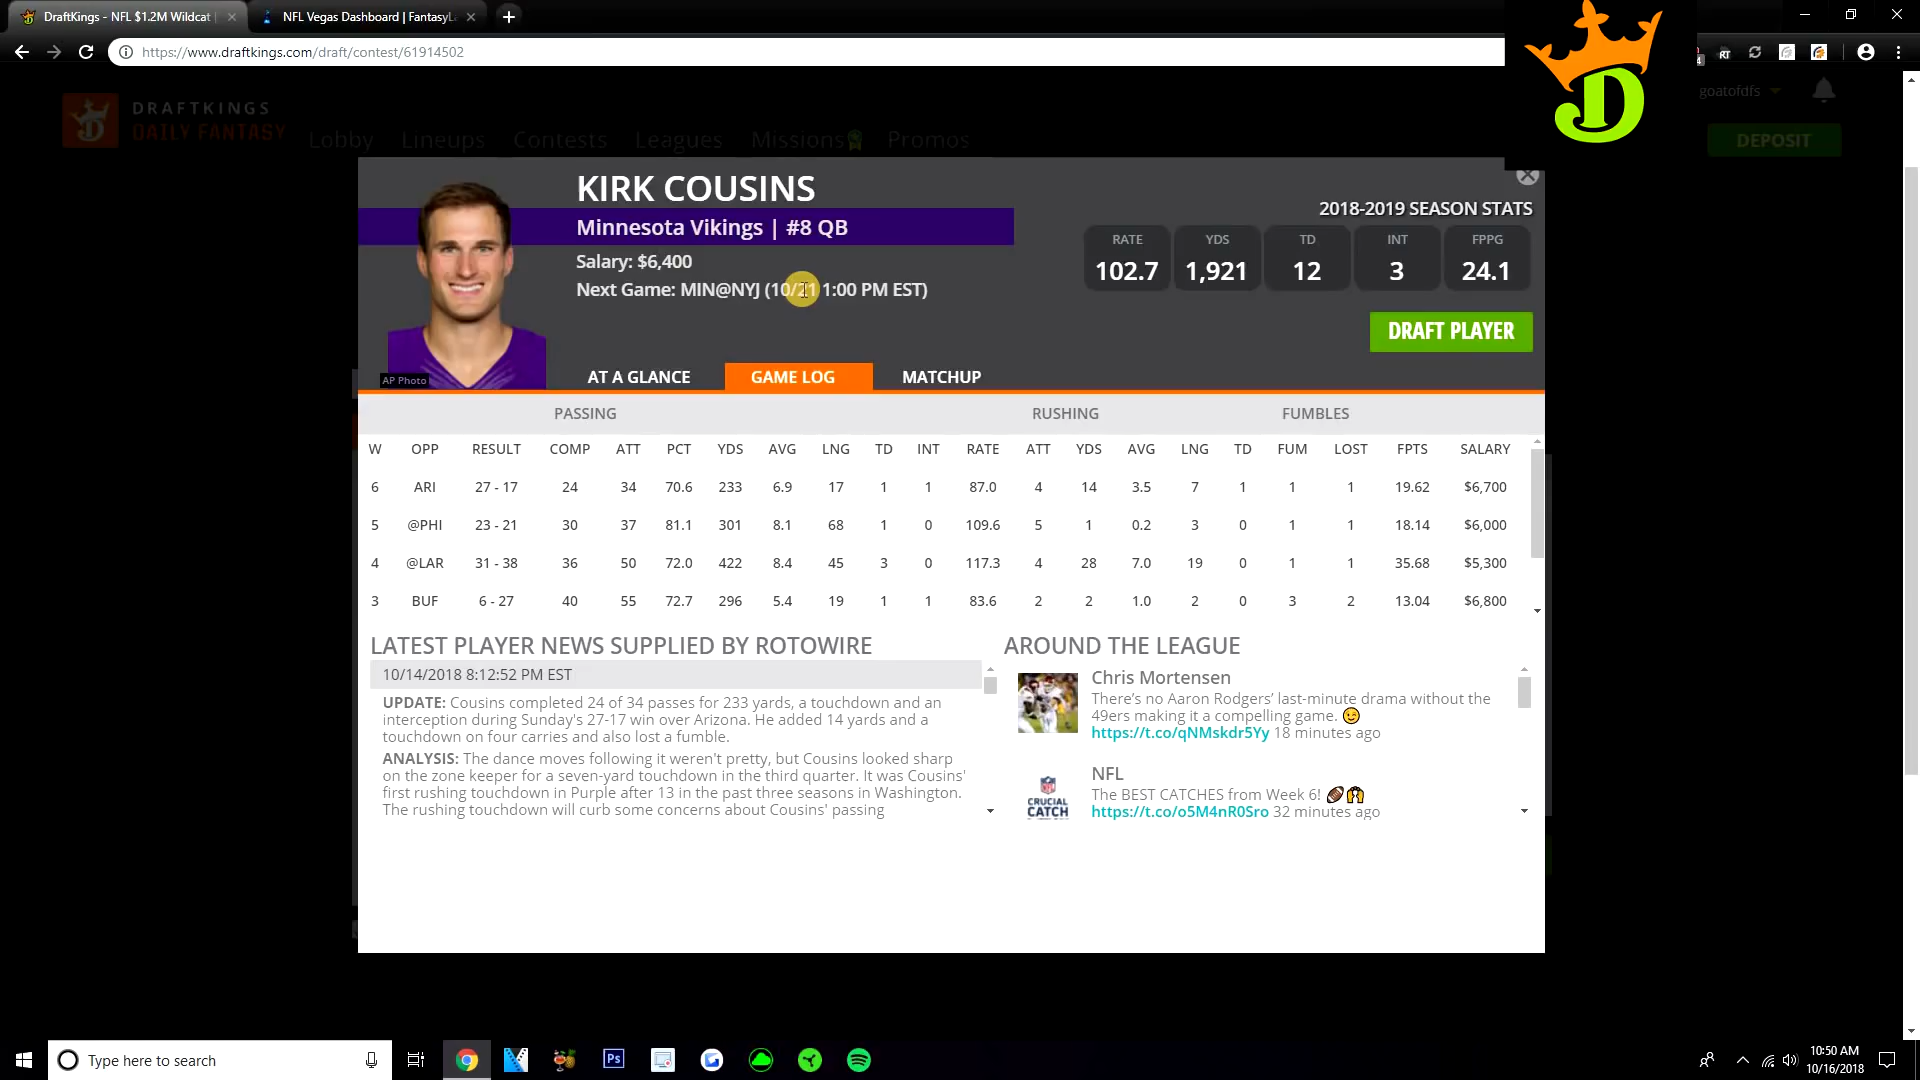 DraftKings - NFL $1.2M Wildcat
NFL Vegas Dashboard | FantasyL
https://www.draftkings.com/draft/contest/61914502
RT
DRAFTKINGS
DAILY FANTASY
Lobby Lineups Contests Leagues Missions Promos
goatofdfs
DEPOSIT
D
KIRK COUSINS
Minnesota Vikings | #8 QB
Salary: $6,400
Next Game: MIN@NYJ (10/21 1:00 PM EST)
AP Photo
2018-2019 SEASON STATS
RATE YDS TD INT FPPG
102.7 1,921 12 3 24.1
DRAFT PLAYER
AT A GLANCE GAME LOG MATCHUP
PASSING RUSHING FUMBLES
W OPP RESULT COMP ATT PCT YDS AVG LNG TD INT RATE ATT YDS AVG LNG TD FUM LOST FPTS SALARY
6 ARI 27 - 17 24 34 70.6 233 6.9 17 1 1 87.0 4 14 3.5 7 1 1 1 19.62 $6,700
5 @PHI 23 - 21 30 37 81.1 301 8.1 68 1 0 109.6 5 1 0.2 3 0 1 1 18.14 $6,000
4 @LAR 31 - 38 36 50 72.0 422 8.4 45 3 0 117.3 4 28 7.0 19 0 1 1 35.68 $5,300
3 BUF 6 - 27 40 55 72.7 296 5.4 19 1 1 83.6 2 2 1.0 2 0 3 2 13.04 $6,800
LATEST PLAYER NEWS SUPPLIED BY ROTOWIRE
10/14/2018 8:12:52 PM EST
UPDATE: Cousins completed 24 of 34 passes for 233 yards, a touchdown and an
interception during Sunday's 27-17 win over Arizona. He added 14 yards and a
touchdown on four carries and also lost a fumble.
ANALYSIS: The dance moves following it weren't pretty, but Cousins looked sharp
on the zone keeper for a seven-yard touchdown in the third quarter. It was Cousins'
first rushing touchdown in Purple after 13 in the past three seasons in Washington.
The rushing touchdown will curb some concerns about Cousins' passing
AROUND THE LEAGUE
Chris Mortensen
There's no Aaron Rodgers' last-minute drama without the
49ers making it a compelling game. 😉
https://t.co/qNMskdr5Yy 18 minutes ago
NFL
CRUCIAL
CATCH
The BEST CATCHES from Week 6! 🏈🙌
https://t.co/o5M4nR0Sro 32 minutes ago
Type here to search
Ps
10:50 AM
10/16/2018